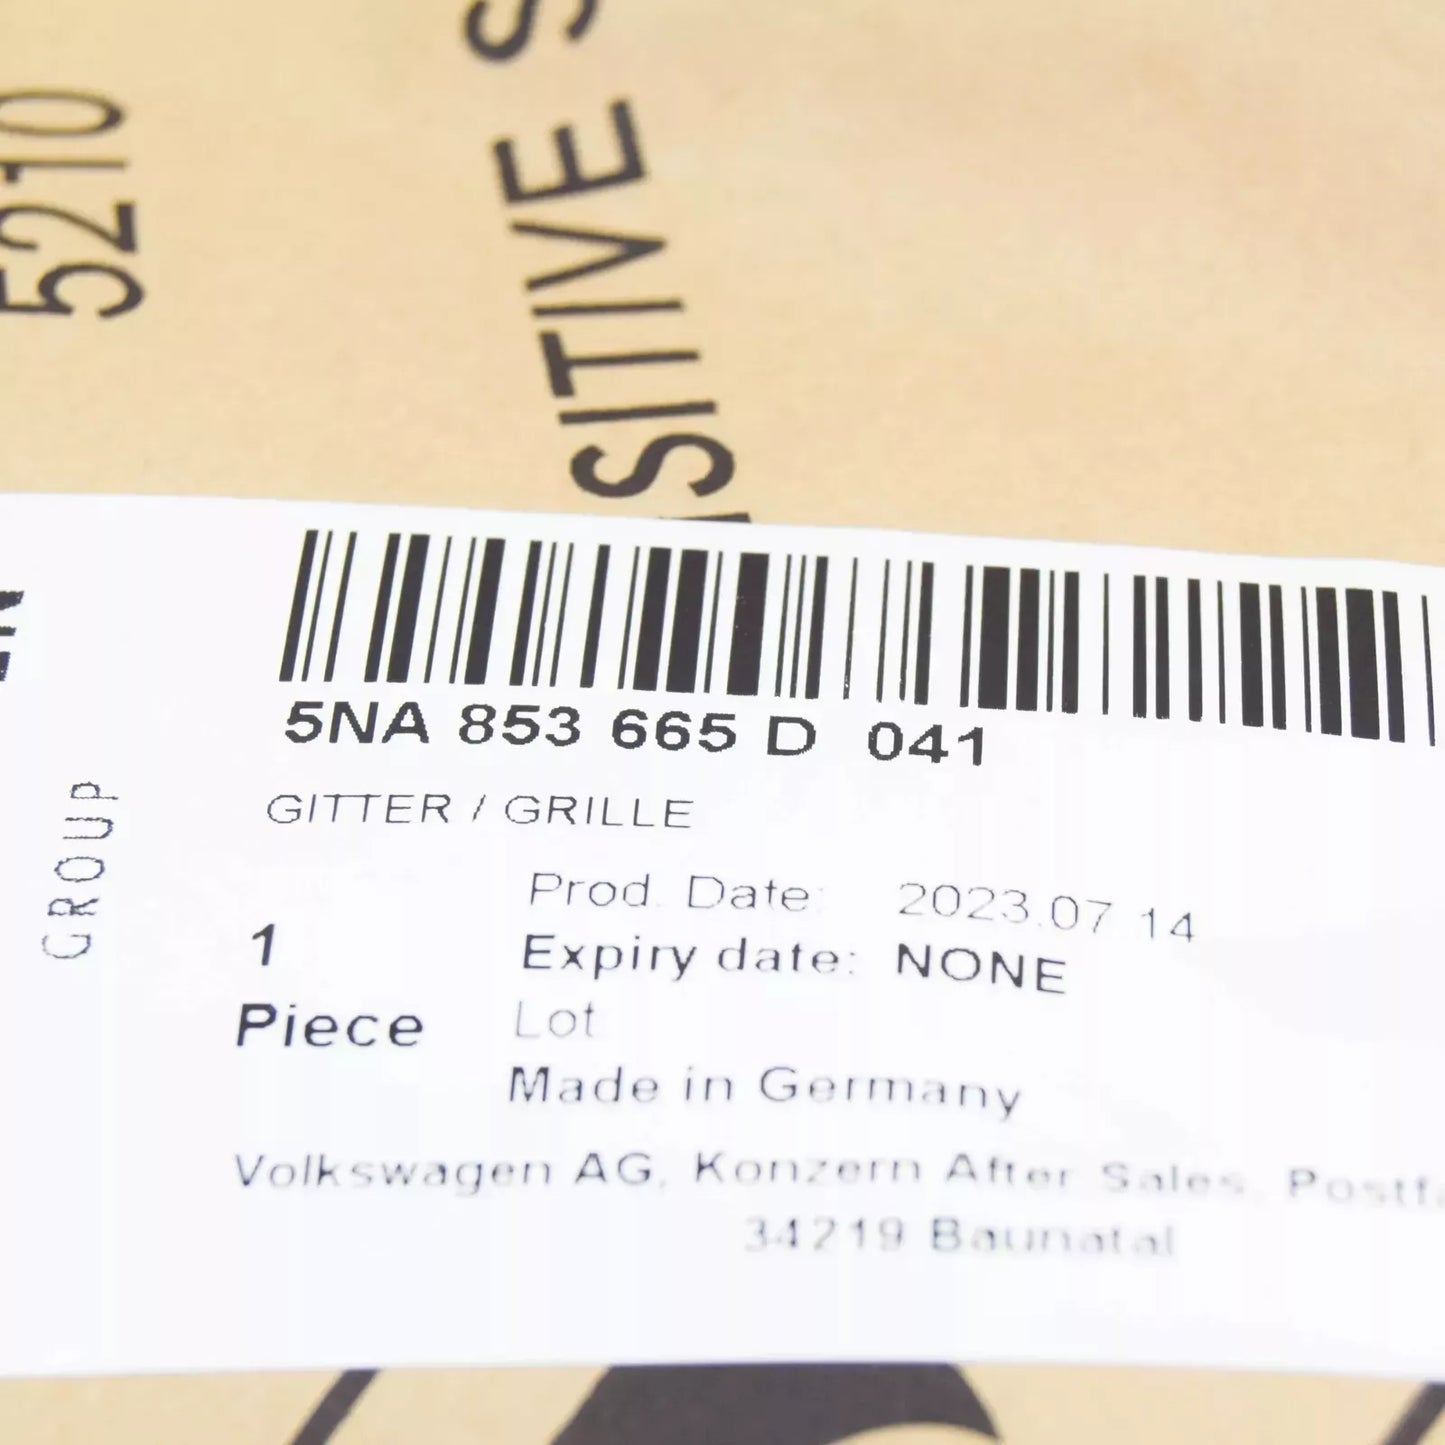 5210
SITIVE S
5NA 853 665 D 041
GITTER / GRILLE
GROUP
Prod. Date: 2023.07 14
1
Expiry date: NONE
Piece
Lot
Made in Germany
Volkswagen AG, Konzern After Sales, Postf
34219 Baunatal